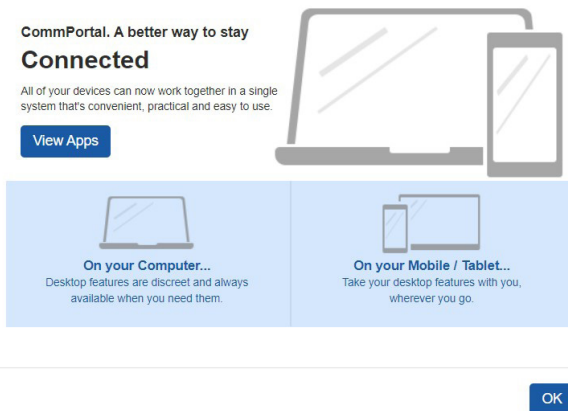 CommPortal. A better way to stay
Connected
All of your devices can now work together in a single
system that's convenient, practical and easy to use.
View Apps
On your Computer...
Desktop features are discreet and always
available when you need them.
On your Mobile / Tablet...
Take your desktop features with you,
wherever you go.
OK